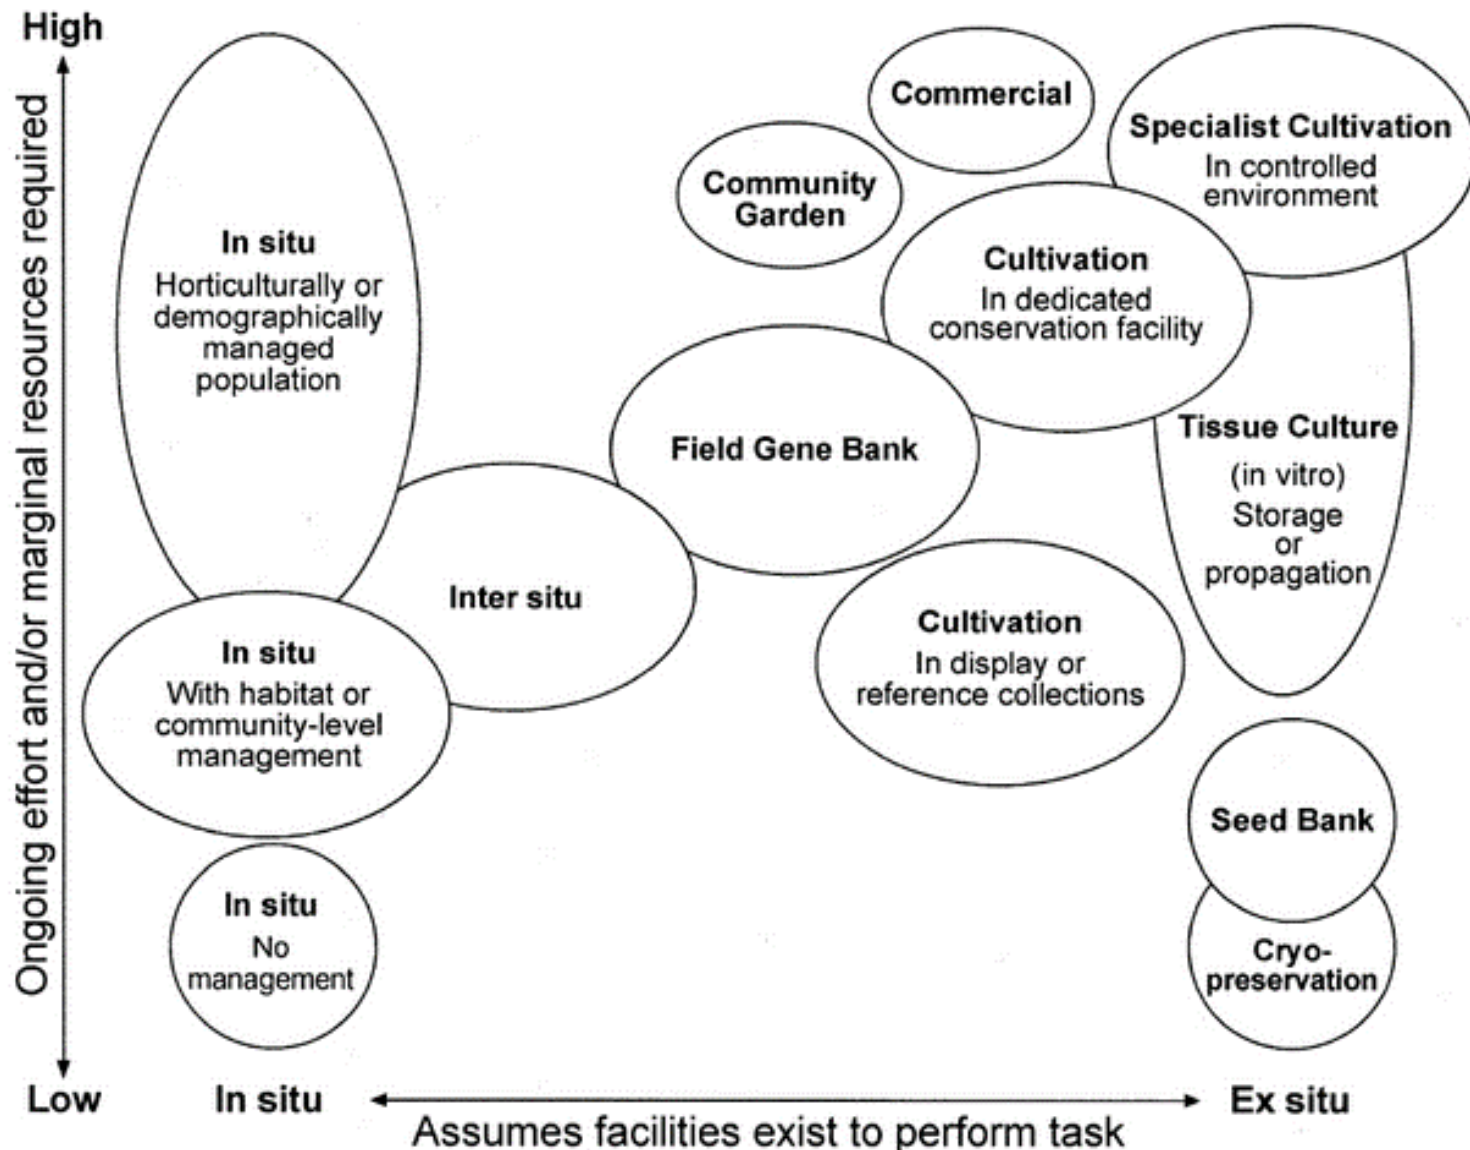 High
Ongoing effort and/or marginal resources required
Low
In situ
Horticulturally or
demographically
managed
population
In situ
With habitat or
community-level
management
In situ
No
management
Inter situ
Field Gene Bank
Community
Garden
Commercial
Cultivation
In dedicated
conservation facility
Cultivation
In display or
reference collections
Specialist Cultivation
In controlled
environment
Tissue Culture
(in vitro)
Storage
or
propagation
Seed Bank
Cryo-
preservation
In situ
Ex situ
Assumes facilities exist to perform task